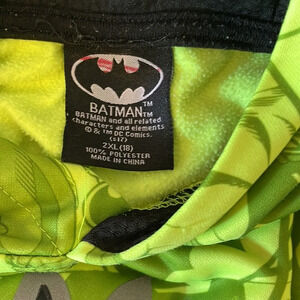 BATMAN™
BATMAN and all related
characters and elements
© & ™ DC Comics.
(s17)
2XL (18)
100% POLYESTER
MADE IN CHINA